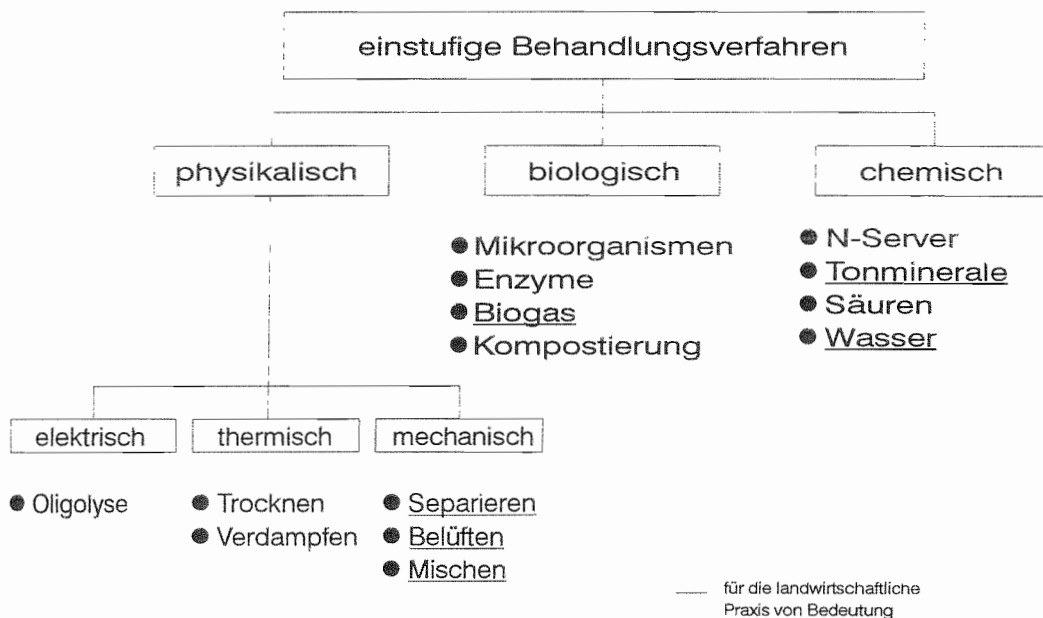 einstufige Behandlungsverfahren
physikalisch
biologisch
chemisch
● Mikroorganismen
● Enzyme
● Biogas
● Kompostierung
● N-Server
● Tonminerale
● Säuren
● Wasser
elektrisch
thermisch
mechanisch
● Oligolyse
● Trocknen
● Verdampfen
● Separieren
● Belüften
● Mischen
für die landwirtschaftliche
Praxis von Bedeutung